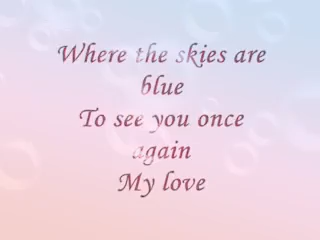 Where the skies are
blue
To see you once
again
My love